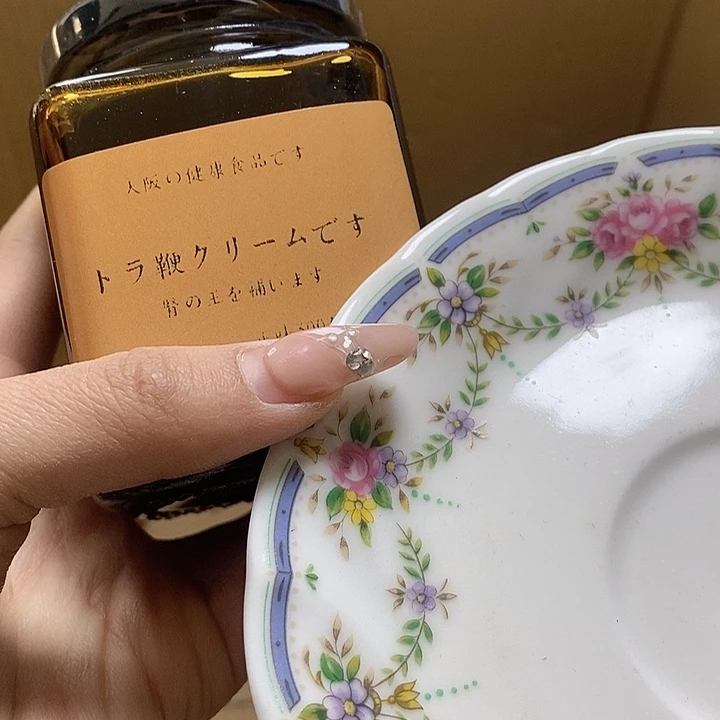 大阪の健康食品です
トラ鞭クリームです
腎の王を補います